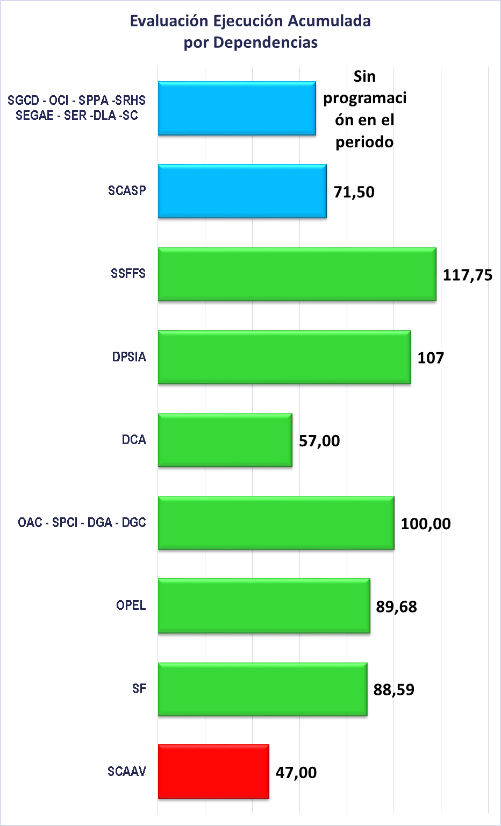 Evaluación Ejecución Acumulada
por Dependencias
SGCD - OCI - SPPA -SRHS
SEGAE - SER -DLA -SC
Sin
programaci
ón en el
periodo
SCASP
71,50
SSFFS
117,75
DPSIA
107
DCA
57,00
OAC - SPCI - DGA - DGC
100,00
OPEL
89,68
SF
88,59
SCAAV
47,00